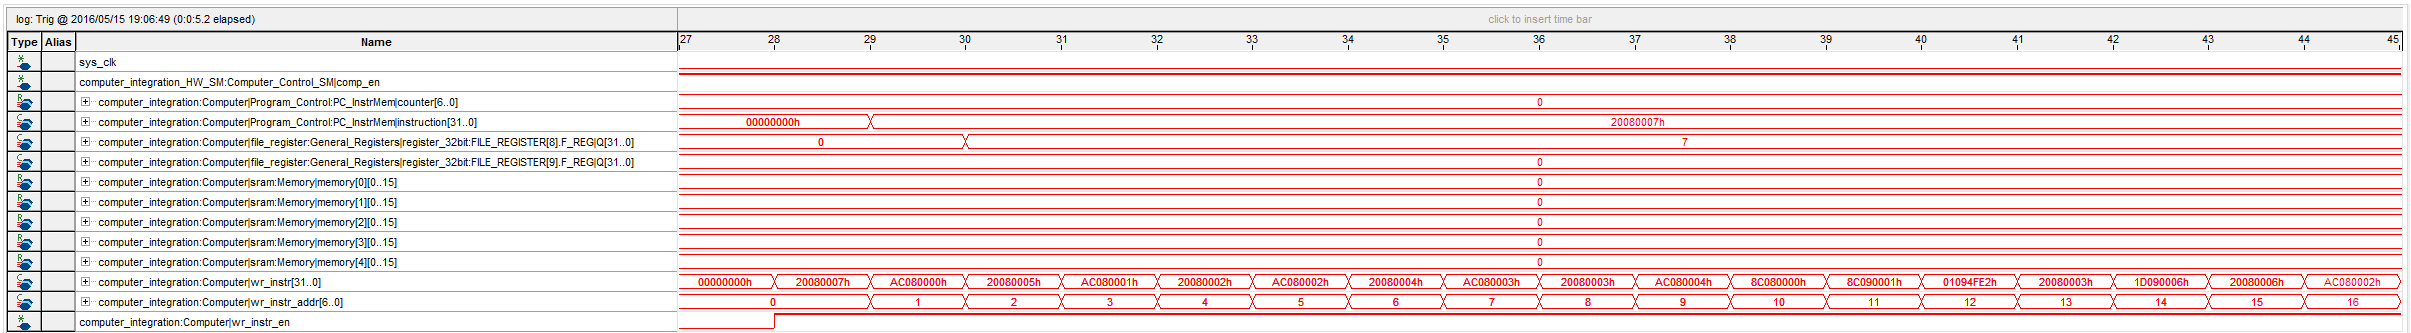 log: Trig @ 2016/05/15 19:06:49 (0:0:5.2 elapsed) click to insert time bar
Type Alias Name 27 28 29 30 31 32 33 34 35 36 37 38 39 40 41 42 43 44 45
sys_clk
computer_integration_HW_SM:Computer_Control_SM|comp_en
computer_integration:Computer|Program_Control:PC_InstrMem|counter[6..0] 0
computer_integration:Computer|Program_Control:PC_InstrMem|instruction[31..0] 00000000h 20080007h
computer_integration:Computer|file_register:General_Registers|register_32bit:FILE_REGISTER[8].F_REG|Q[31..0] 0 7
computer_integration:Computer|file_register:General_Registers|register_32bit:FILE_REGISTER[9].F_REG|Q[31..0] 0
computer_integration:Computer|sram:Memory|memory[0][0..15] 0
computer_integration:Computer|sram:Memory|memory[1][0..15] 0
computer_integration:Computer|sram:Memory|memory[2][0..15] 0
computer_integration:Computer|sram:Memory|memory[3][0..15] 0
computer_integration:Computer|sram:Memory|memory[4][0..15] 0
computer_integration:Computer|wr_instr[31..0] 00000000h 20080007h AC080000h 20080005h AC080001h 20080002h AC080002h 20080004h AC080003h 20080003h AC080004h 8C080000h 8C090001h 01094FE2h 20080003h 1D090006h 20080006h AC080002h
computer_integration:Computer|wr_instr_addr[6..0] 0 1 2 3 4 5 6 7 8 9 10 11 12 13 14 15 16
computer_integration:Computer|wr_instr_en